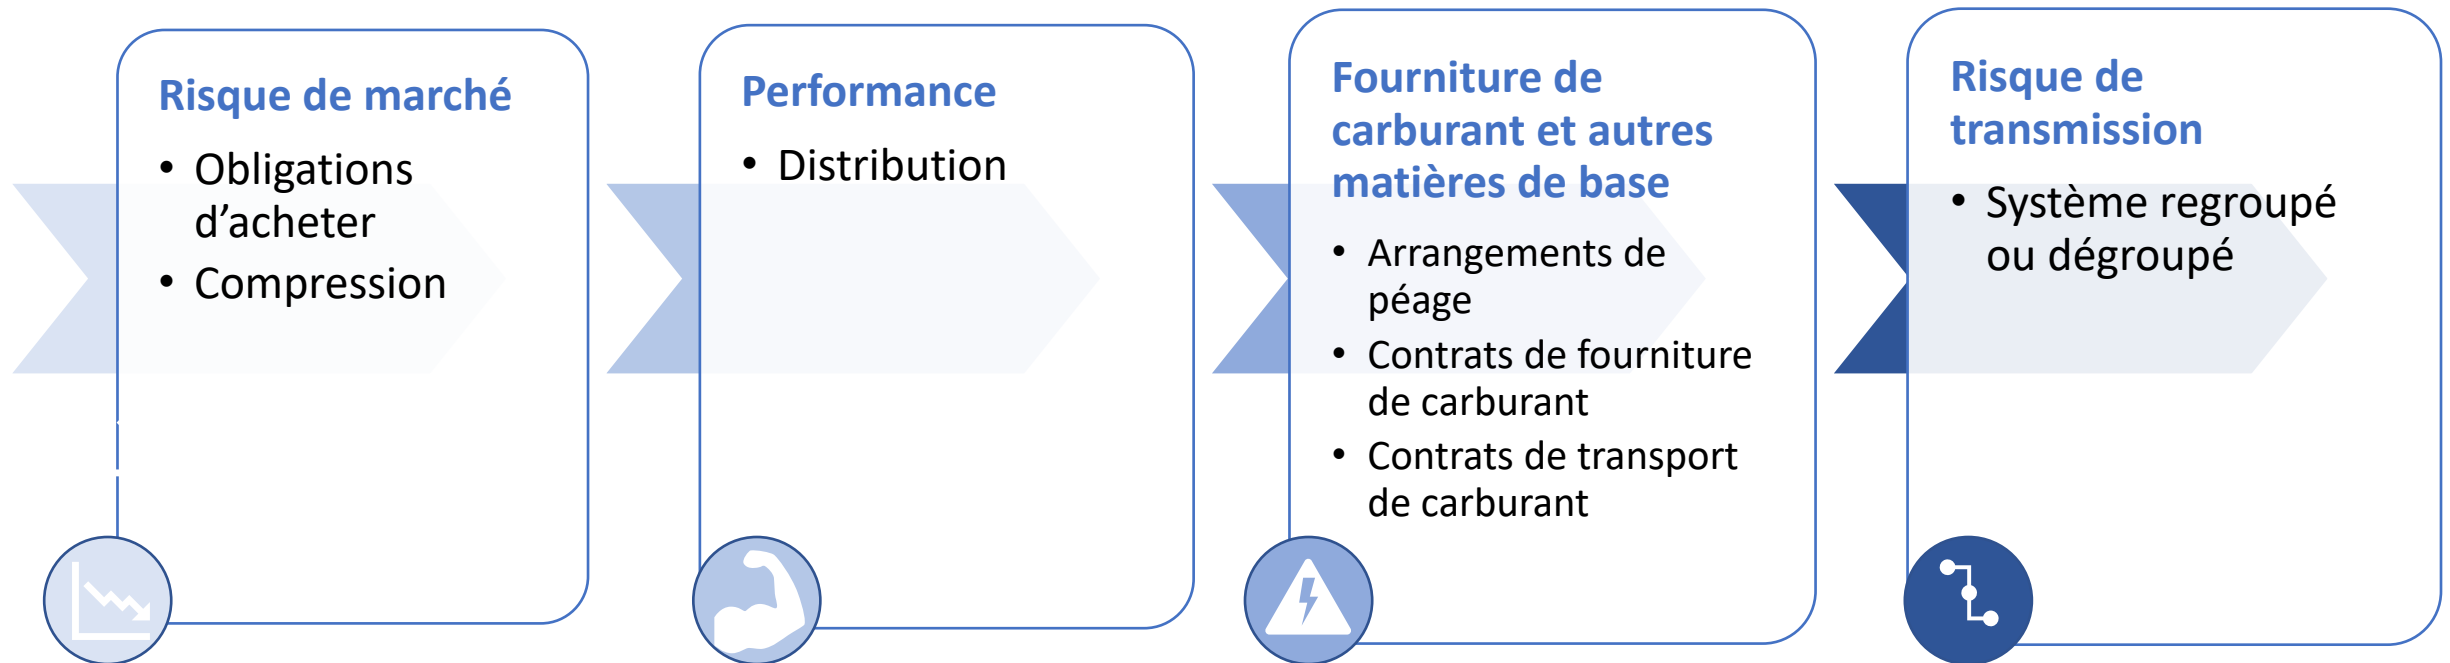 Risque de marché
• Obligations
d’acheter
• Compression
Performance
• Distribution
Fourniture de
carburant et autres
matières de base
• Arrangements de
péage
• Contrats de fourniture
de carburant
• Contrats de transport
de carburant
Risque de
transmission
• Système regroupé
ou dégroupé